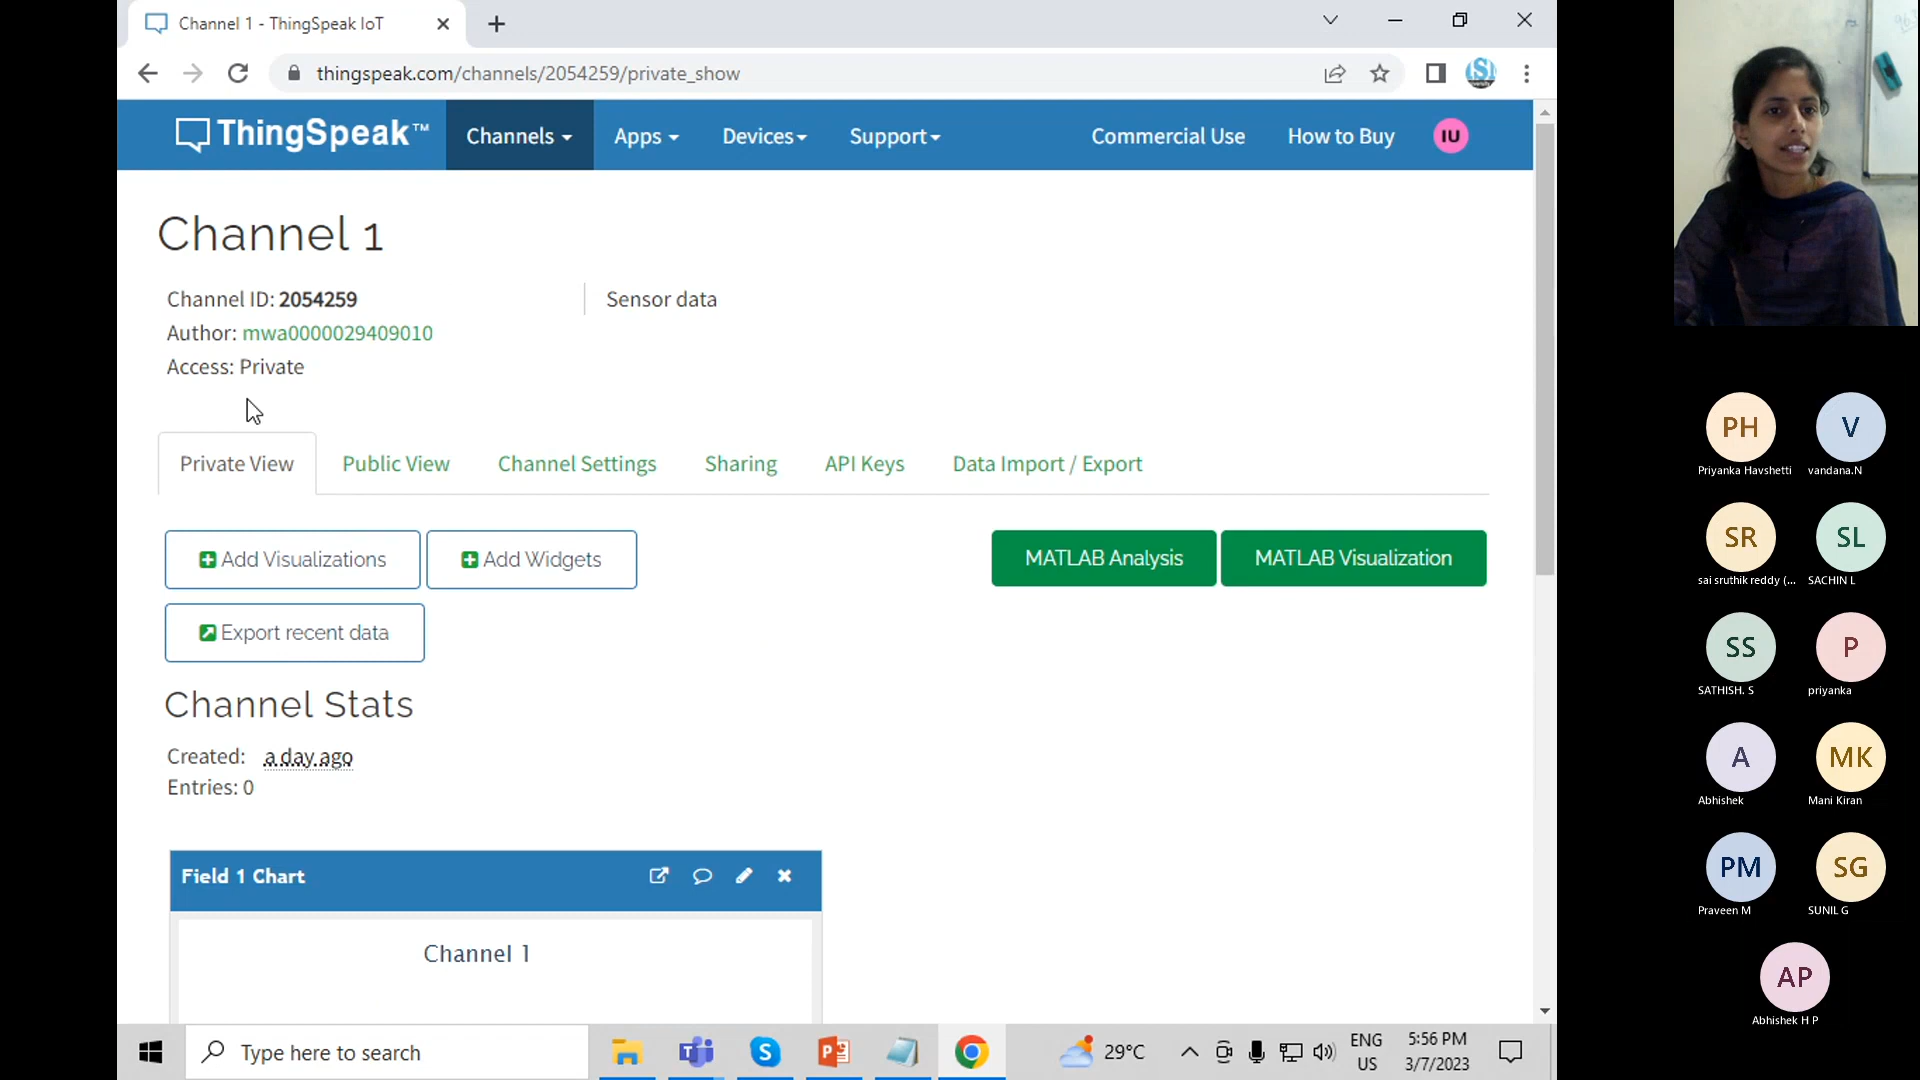 Channel 1 - ThingSpeak IoT
thingspeak.com/channels/2054259/private_show
ThingSpeak™ Channels Apps Devices Support Commercial Use How to Buy IU
Channel 1
Channel ID: 2054259 Sensor data
Author: mwa0000029409010
Access: Private
Private View Public View Channel Settings Sharing API Keys Data Import / Export
Add Visualizations Add Widgets MATLAB Analysis MATLAB Visualization
Export recent data
Channel Stats
Created: a day ago
Entries: 0
Field 1 Chart
Channel 1
Type here to search
29°C
ENG
US
5:56 PM
3/7/2023
PH V
Priyanka Havshetti vandana.N
SR SL
sai sruthik reddy (... SACHIN L
SS P
SATHISH. S priyanka
A MK
Abhishek Mani Kiran
PM SG
Praveen M SUNIL G
AP
Abhishek H P